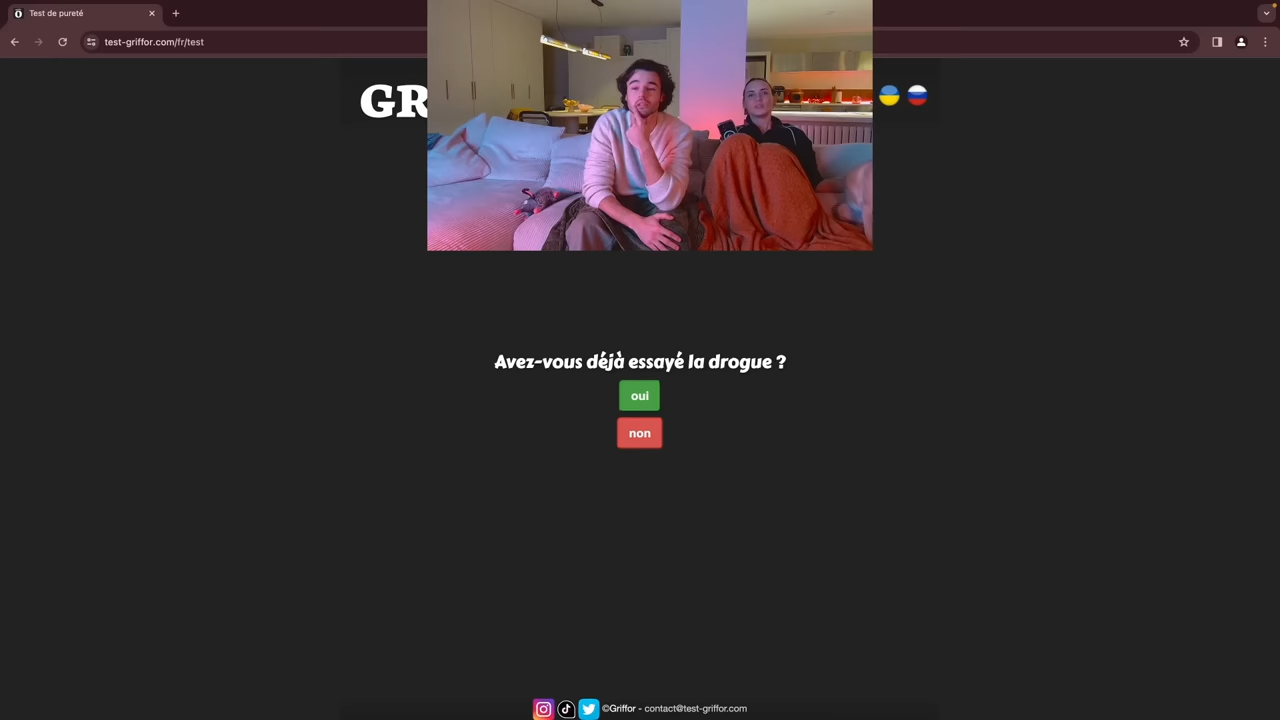 Test de pureté
test-griffor.com/fr/test
GR
Avez-vous déjà essayé la drogue ?
oui
non
©Griffor - contact@test-griffor.com